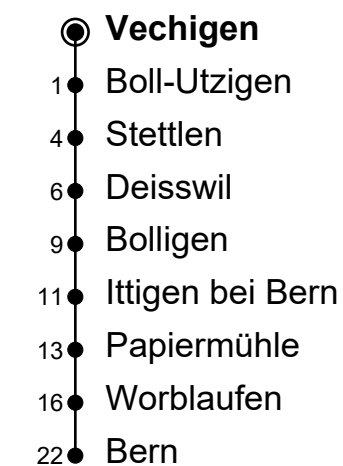 Vechigen
1 Boll-Utzigen
4 Stettlen
6 Deisswil
9 Bolligen
11 Ittigen bei Bern
13 Papiermühle
16 Worblaufen
22 Bern